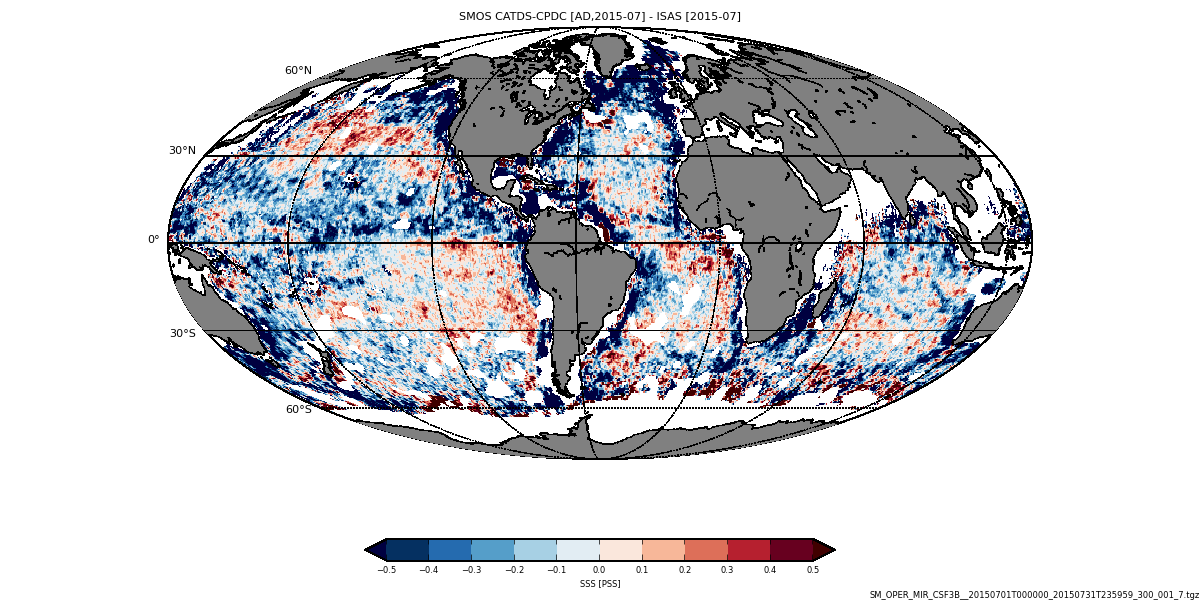 SMOS CATDS-CPDC [AD,2015-07] - ISAS [2015-07]
60°N
30°N
0°
30°S
60°S
−0.5 −0.4 −0.3 −0.2 −0.1 0.0 0.1 0.2 0.3 0.4 0.5
SSS [PSS]
SM_OPER_MIR_CSF3B__20150701T000000_20150731T235959_300_001_7.tgz